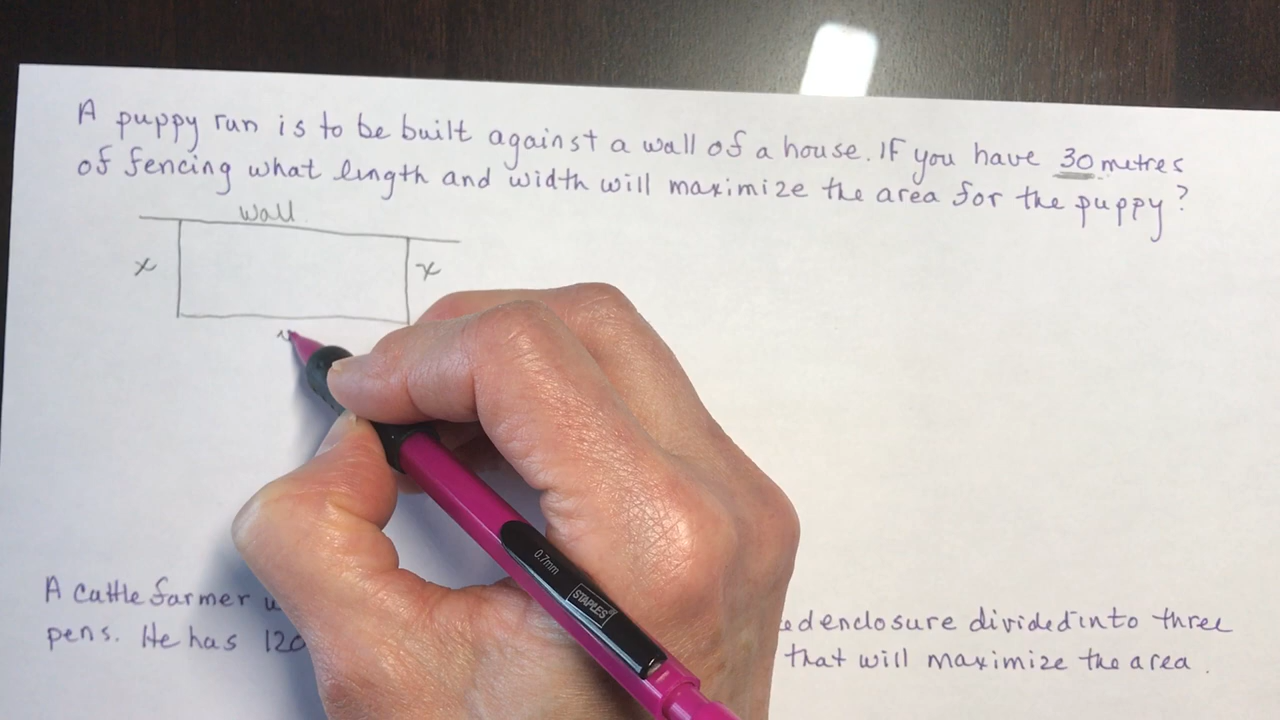 A puppy run is to be built against a wall of a house. If you have 30 metres
of fencing what length and width will maximize the area for the puppy?
Wall
x
x
0.7mm
STAPLES
A cattle farmer
enclosure divided into three
pens. He has 120
that will maximize the area.